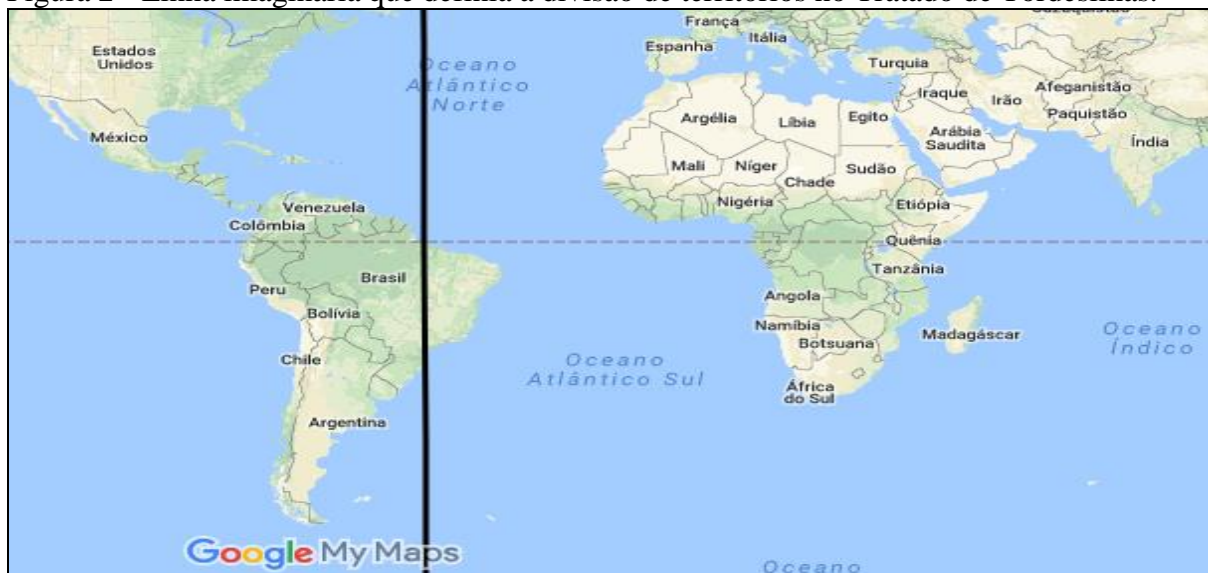 Figura 2 - Linha imaginária que definia a divisão de territórios no Tratado de Tordesilhas.
França
Itália
Espanha
Turquia
Estados
Unidos
Oceano
Atlântico
Norte
Iraque
Irão
Afeganistão
Paquistão
Argélia
Líbia
Egito
Arábia
Saudita
Índia
México
Mali
Níger
Sudão
Chade
Nigéria
Etiópia
Venezuela
Colômbia
Quênia
Tanzânia
Brasil
Peru
Bolívia
Angola
Namíbia
Botsuana
Madagáscar
Oceano
Índico
Chile
Oceano
Atlântico Sul
África
do Sul
Argentina
Google My Maps
Oceano